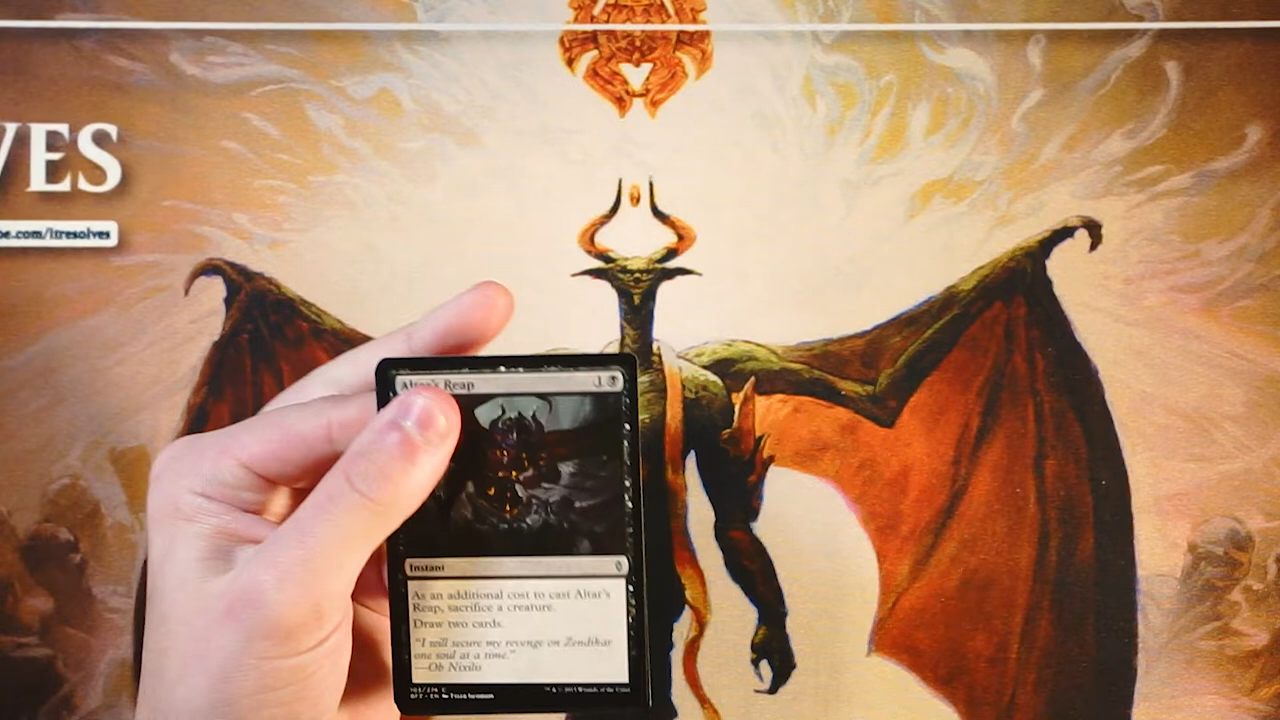 VES
be.com/itresolves
Altar's Reap 1
Instant
As an additional cost to cast Altar's
Reap, sacrifice a creature.
Draw two cards.
"I will secure my revenge on Zendikar
one soul at a time."
—Ob Nixilis